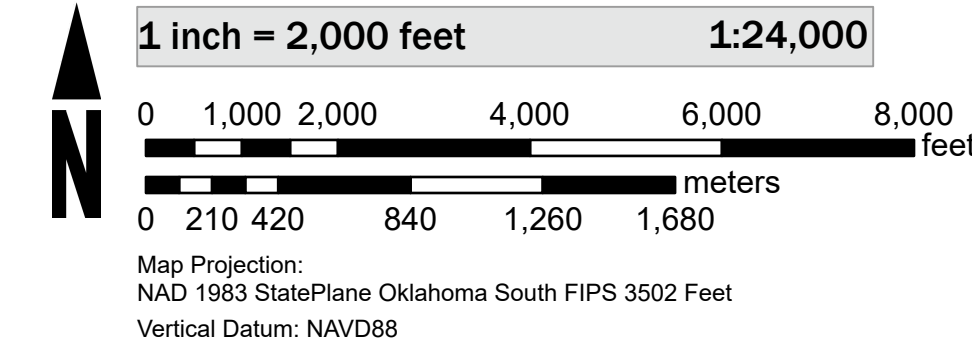 N
1 inch = 2,000 feet 1:24,000
0 1,000 2,000 4,000 6,000 8,000
feet
meters
0 210 420 840 1,260 1,680
Map Projection:
NAD 1983 StatePlane Oklahoma South FIPS 3502 Feet
Vertical Datum: NAVD88